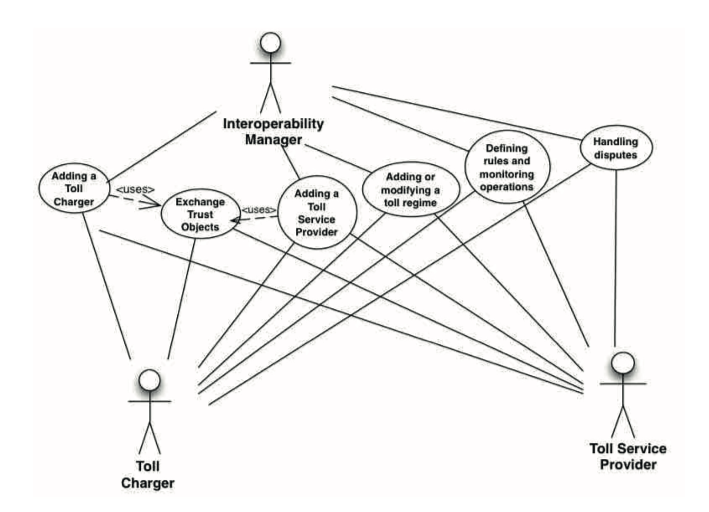 Interoperability
Manager
Adding a
Toll
Charger
<uses>
Exchange
Trust
Objects
<uses>
Adding a
Toll
Service
Provider
Adding or
modifying a
toll regime
Defining
rules and
monitoring
operations
Handling
disputes
Toll
Charger
Toll Service
Provider